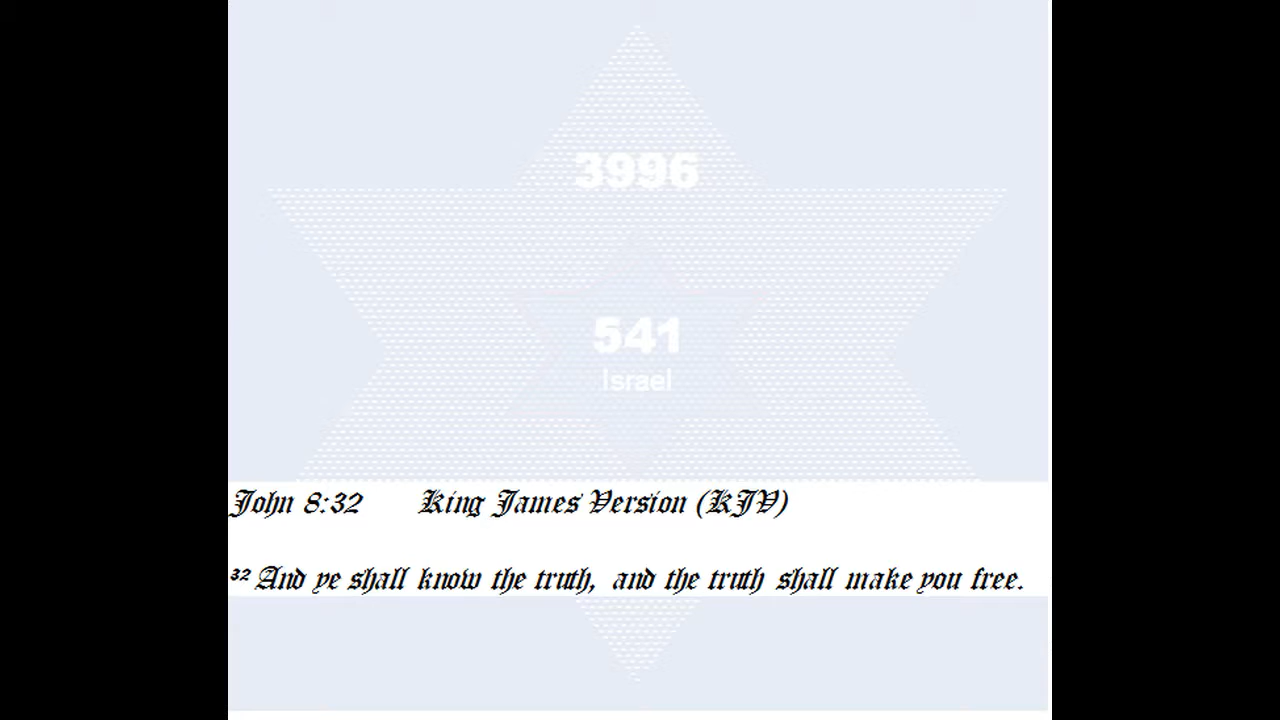 3996
541
Israel
John 8:32 King James Version (KJV)
³² And ye shall know the truth, and the truth shall make you free.